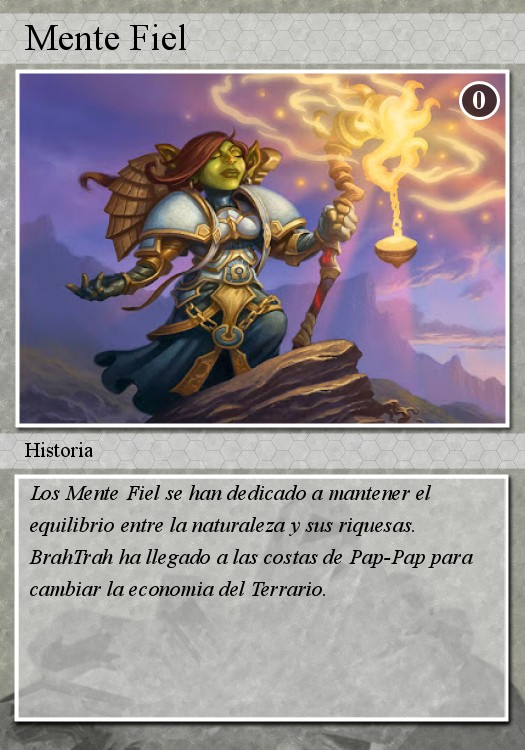 Mente Fiel
0
Historia
Los Mente Fiel se han dedicado a mantener el
equilibrio entre la naturaleza y sus riquesas.
BrahTrah ha llegado a las costas de Pap-Pap para
cambiar la economia del Terrario.